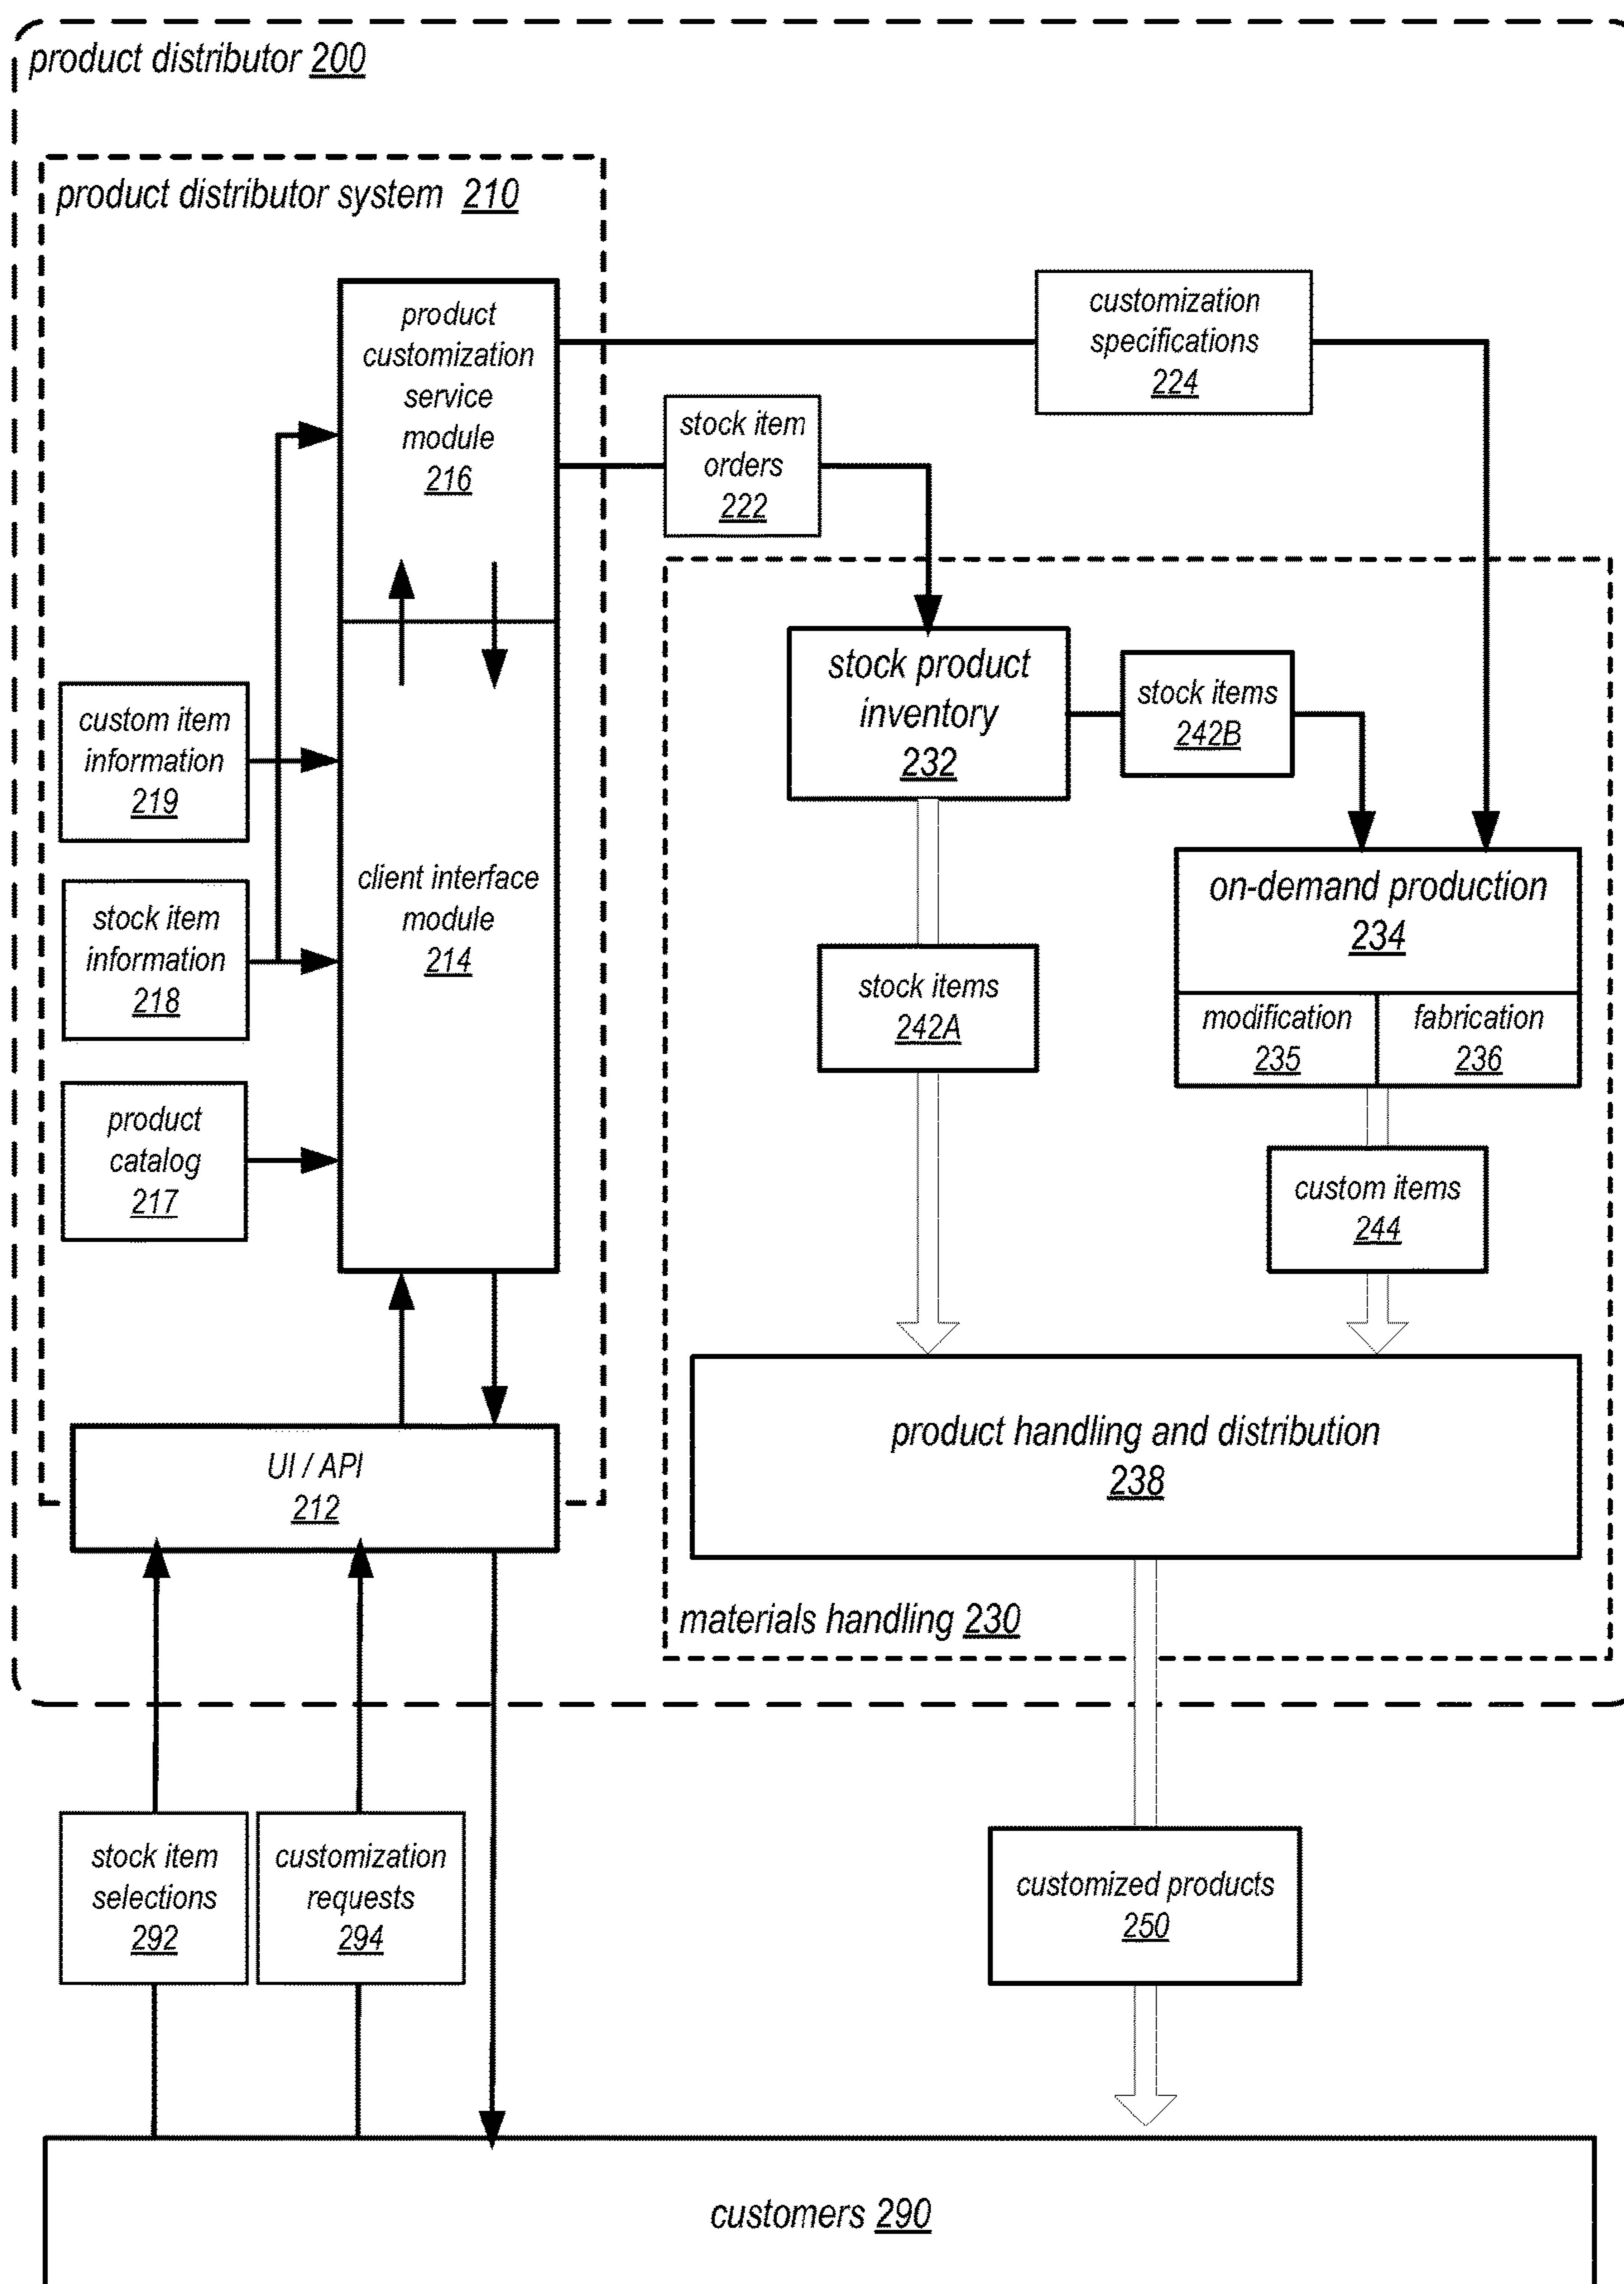 product distributor 200
product distributor system 210
product
customization
service
module
216
customization
specifications
224
stock item
orders
222
stock product
inventory
232
stock items
242B
custom item
information
219
client interface
module
214
on-demand production
234
stock item
information
218
stock items
242A
modification
235
fabrication
236
product
catalog
217
custom items
244
product handling and distribution
238
UI / API
212
materials handling 230
stock item
selections
292
customization
requests
294
customized products
250
customers 290